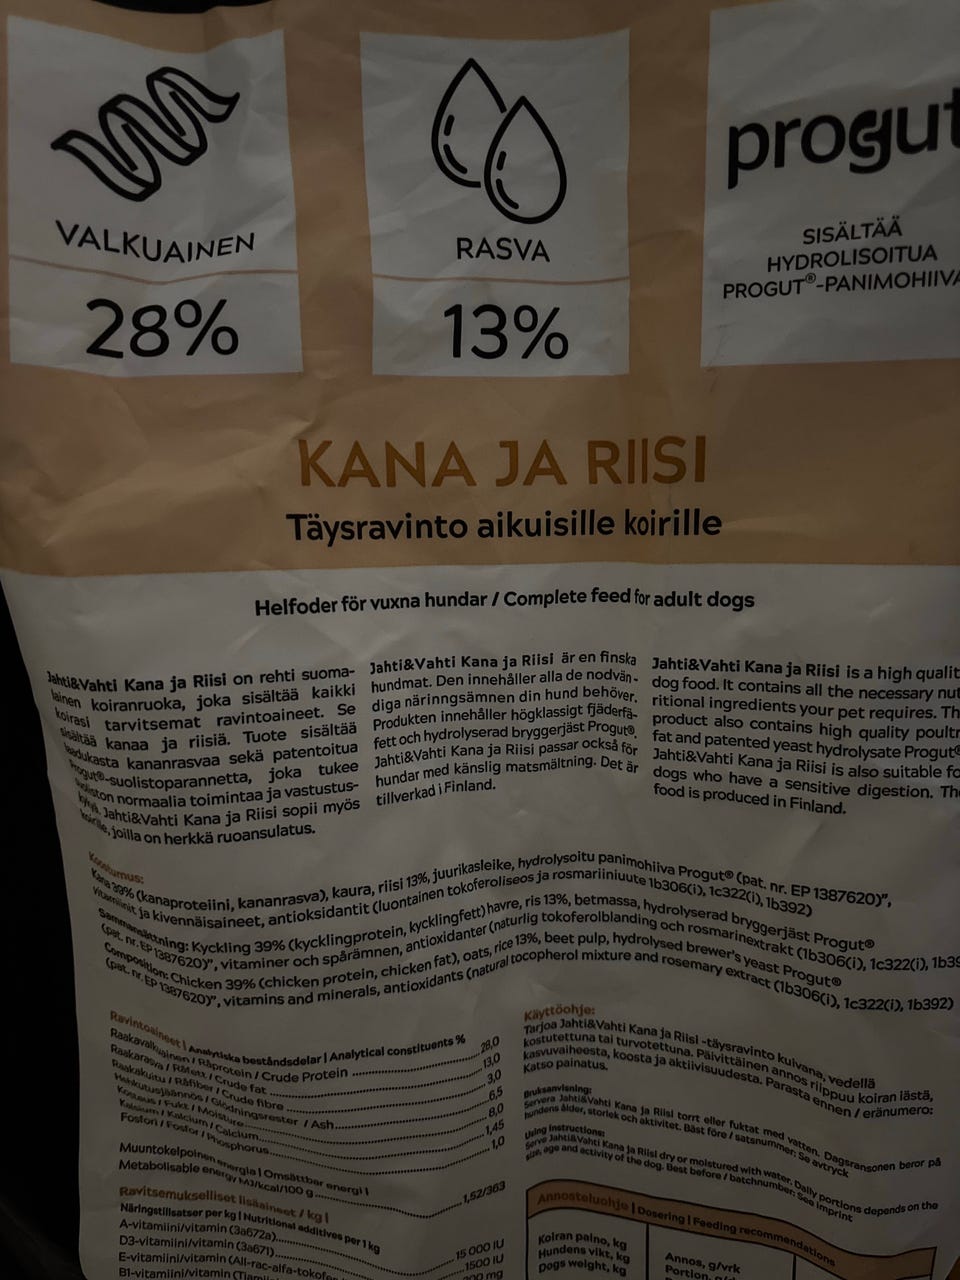 VALKUAINEN
28%
RASVA
13%
progut
SISÄLTÄÄ
HYDROLISOITUA
PROGUT®-PANIMOHIIVA
KANA JA RIISI
Täysravinto aikuisille koirille
Helfoder för vuxna hundar / Complete feed for adult dogs
Jahti&Vahti Kana ja Riisi on rehti suoma-
lainen koiranruoka, joka sisältää kaikki
koirasi tarvitsemat ravintoaineet. Se
sisältää kanaa ja riisiä. Tuote sisältää
laadukasta kananrasvaa sekä patentoitua
Progut®-suolistoparannetta, joka tukee
suoliston normaalia toimintaa ja vastustus-
kykyä. Jahti&Vahti Kana ja Riisi sopii myös
koirille, joilla on herkkä ruoansulatus.
Jahti&Vahti Kana ja Riisi är en finska
hundmat. Den innehåller alla de nodvän-
diga närinngsämnen din hund behöver.
Produkten innehåller högklassigt fjäderfä-
fett och hydrolyserad bryggerjäst Progut®.
Jahti&Vahti Kana ja Riisi passar också för
hundar med känslig matsmältning. Det är
tillverkad i Finland.
Jahti&Vahti Kana ja Riisi is a high qualit
dog food. It contains all the necessary nut
ritional ingredients your pet requires. Th
product also contains high quality poultr
fat and patented yeast hydrolysate Progut®
Jahti&Vahti Kana ja Riisi is also suitable fo
dogs who have a sensitive digestion. The
food is produced in Finland.
Koostumus:
Kana 39% (kanaproteiini, kananrasva), kaura, riisi 13%, juurikasleike, hydrolysoitu panimohiiva Progut® (pat. nr. EP 1387620)",
vitamiinit ja kivennäisaineet, antioksidantit (luontainen tokoferoliseos ja rosmariiniuute 1b306(i), 1c322(i), 1b392)
Sammansättning: Kyckling 39% (kycklingprotein, kycklingfett) havre, ris 13%, betmassa, hydrolyserad bryggerjäst Progut®
(pat. nr. EP 1387620)", vitaminer och spårämnen, antioxidanter (naturlig tokoferolblanding och rosmarinextrakt (1b306(i), 1c322(i), 1b39
Composition: Chicken 39% (chicken protein, chicken fat), oats, rice 13%, beet pulp, hydrolysed brewer's yeast Progut®
(pat. nr. EP 1387620)", vitamins and minerals, antioxidants (natural tocopherol mixture and rosemary extract (1b306(i), 1c322(i), 1b392)
Ravintoaineet | Analytiska beståndsdelar | Analytical constituents %
Raakavalkuainen / Råprotein / Crude Protein 28,0
Raakarasva / Råfett / Crude fat 13,0
Raakakuitu / Råfiber / Crude fibre 3,0
Hehkutusjäännös / Glödningsrester / Ash 6,5
Kosteus / Fukt / Moisture 8,0
Kalsium / Kalcium / Calcium 1,45
Fosfori / Fosfor / Phosphorus 1,0
Muuntokelpoinen energia | Omsättbar energi |
Metabolisable energy MJ/kcal/100 g 1,52/363
Ravitsemukselliset lisäaineet / kg |
Näringstillsatser per kg | Nutritional additives per 1 kg
A-vitamiini/vitamin (3a672a) 15 000 IU
D3-vitamiini/vitamin (3a671) 1500 IU
E-vitamiini/vitamin (All-rac-alfa-tokofer
B1-vitamiini/vitamin
Käyttöohje:
Tarjoa Jahti&Vahti Kana ja Riisi -täysravinto kuivana, vedellä
kostutettuna tai turvotettuna. Päivittäinen annos riippuu koiran iästä,
kasvuvaiheesta, koosta ja aktiivisuudesta. Parasta ennen / eränumero:
Katso painatus.
Bruksanvisning:
Servera Jahti&Vahti Kana ja Riisi torrt eller fuktat med vatten. Dagsransonen beror på
hundens ålder, storlek och aktivitet. Bäst före / satsnummer: Se avtryck
Using instructions:
Serve Jahti&Vahti Kana ja Riisi dry or moistured with water. Daily portions depends on the
size, age and activity of the dog. Best before / batchnumber: See imprint
Annosteluohje | Dosering | Feeding recommendations
Koiran paino, kg
Hundens vikt, kg
Dogs weight, kg
Annos, g/vrk
Portion,